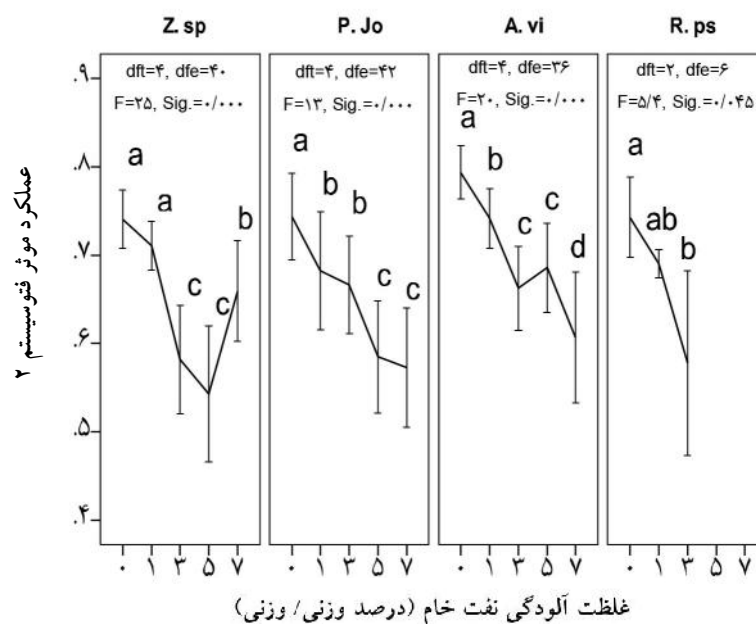 Z. sp P. Jo A. vi R. ps
dft=۴, dfe=۴۰ dft=۴, dfe=۴۲ dft=۴, dfe=۳۶ dft=۲, dfe=۶
F=۲۵, Sig.=۰/۰۰۰ F=۱۳, Sig.=۰/۰۰۰ F=۲۰, Sig.=۰/۰۰۰ F=۵/۴, Sig.=۰/۰۴۵
a a c c b
a b b c c
a b c c d
a ab b
.۹
.۸
.۷
.۶
.۵
.۴
عملکرد موثر فتوسیستم ۲
۰ ۱ ۳ ۵ ۷ ۰ ۱ ۳ ۵ ۷ ۰ ۱ ۳ ۵ ۷ ۰ ۱ ۳ ۵ ۷
غلظت آلودگی نفت خام (درصد وزنی/ وزنی)